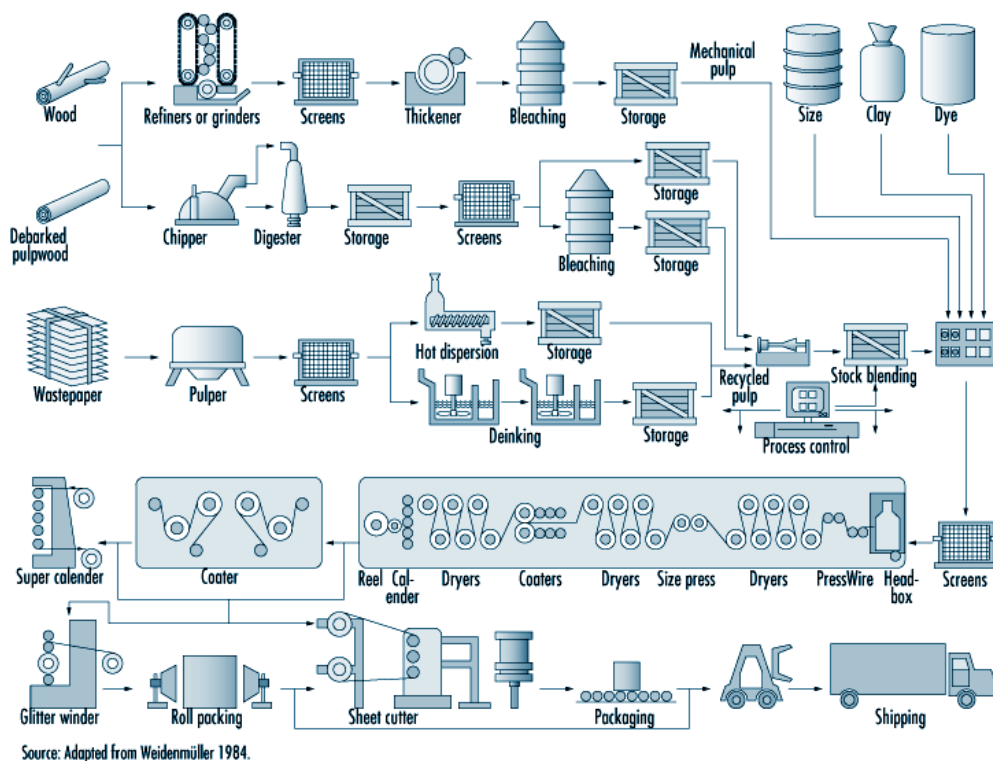 Mechanical
pulp
Wood
Refiners or grinders
Screens
Thickener
Bleaching
Storage
Size
Clay
Dye
Debarked
pulpwood
Chipper
Digester
Storage
Screens
Storage
Bleaching
Storage
Wastepaper
Pulper
Screens
Hot dispersion
Storage
Deinking
Storage
Recycled
pulp
Stock blending
Process control
Super calender
Coater
Reel
Cal-
ender
Dryers
Coaters
Dryers
Size press
Dryers
Press
Wire
Head-
box
Screens
Glitter winder
Roll packing
Sheet cutter
Packaging
Shipping
Source: Adapted from Weidenmüller 1984.